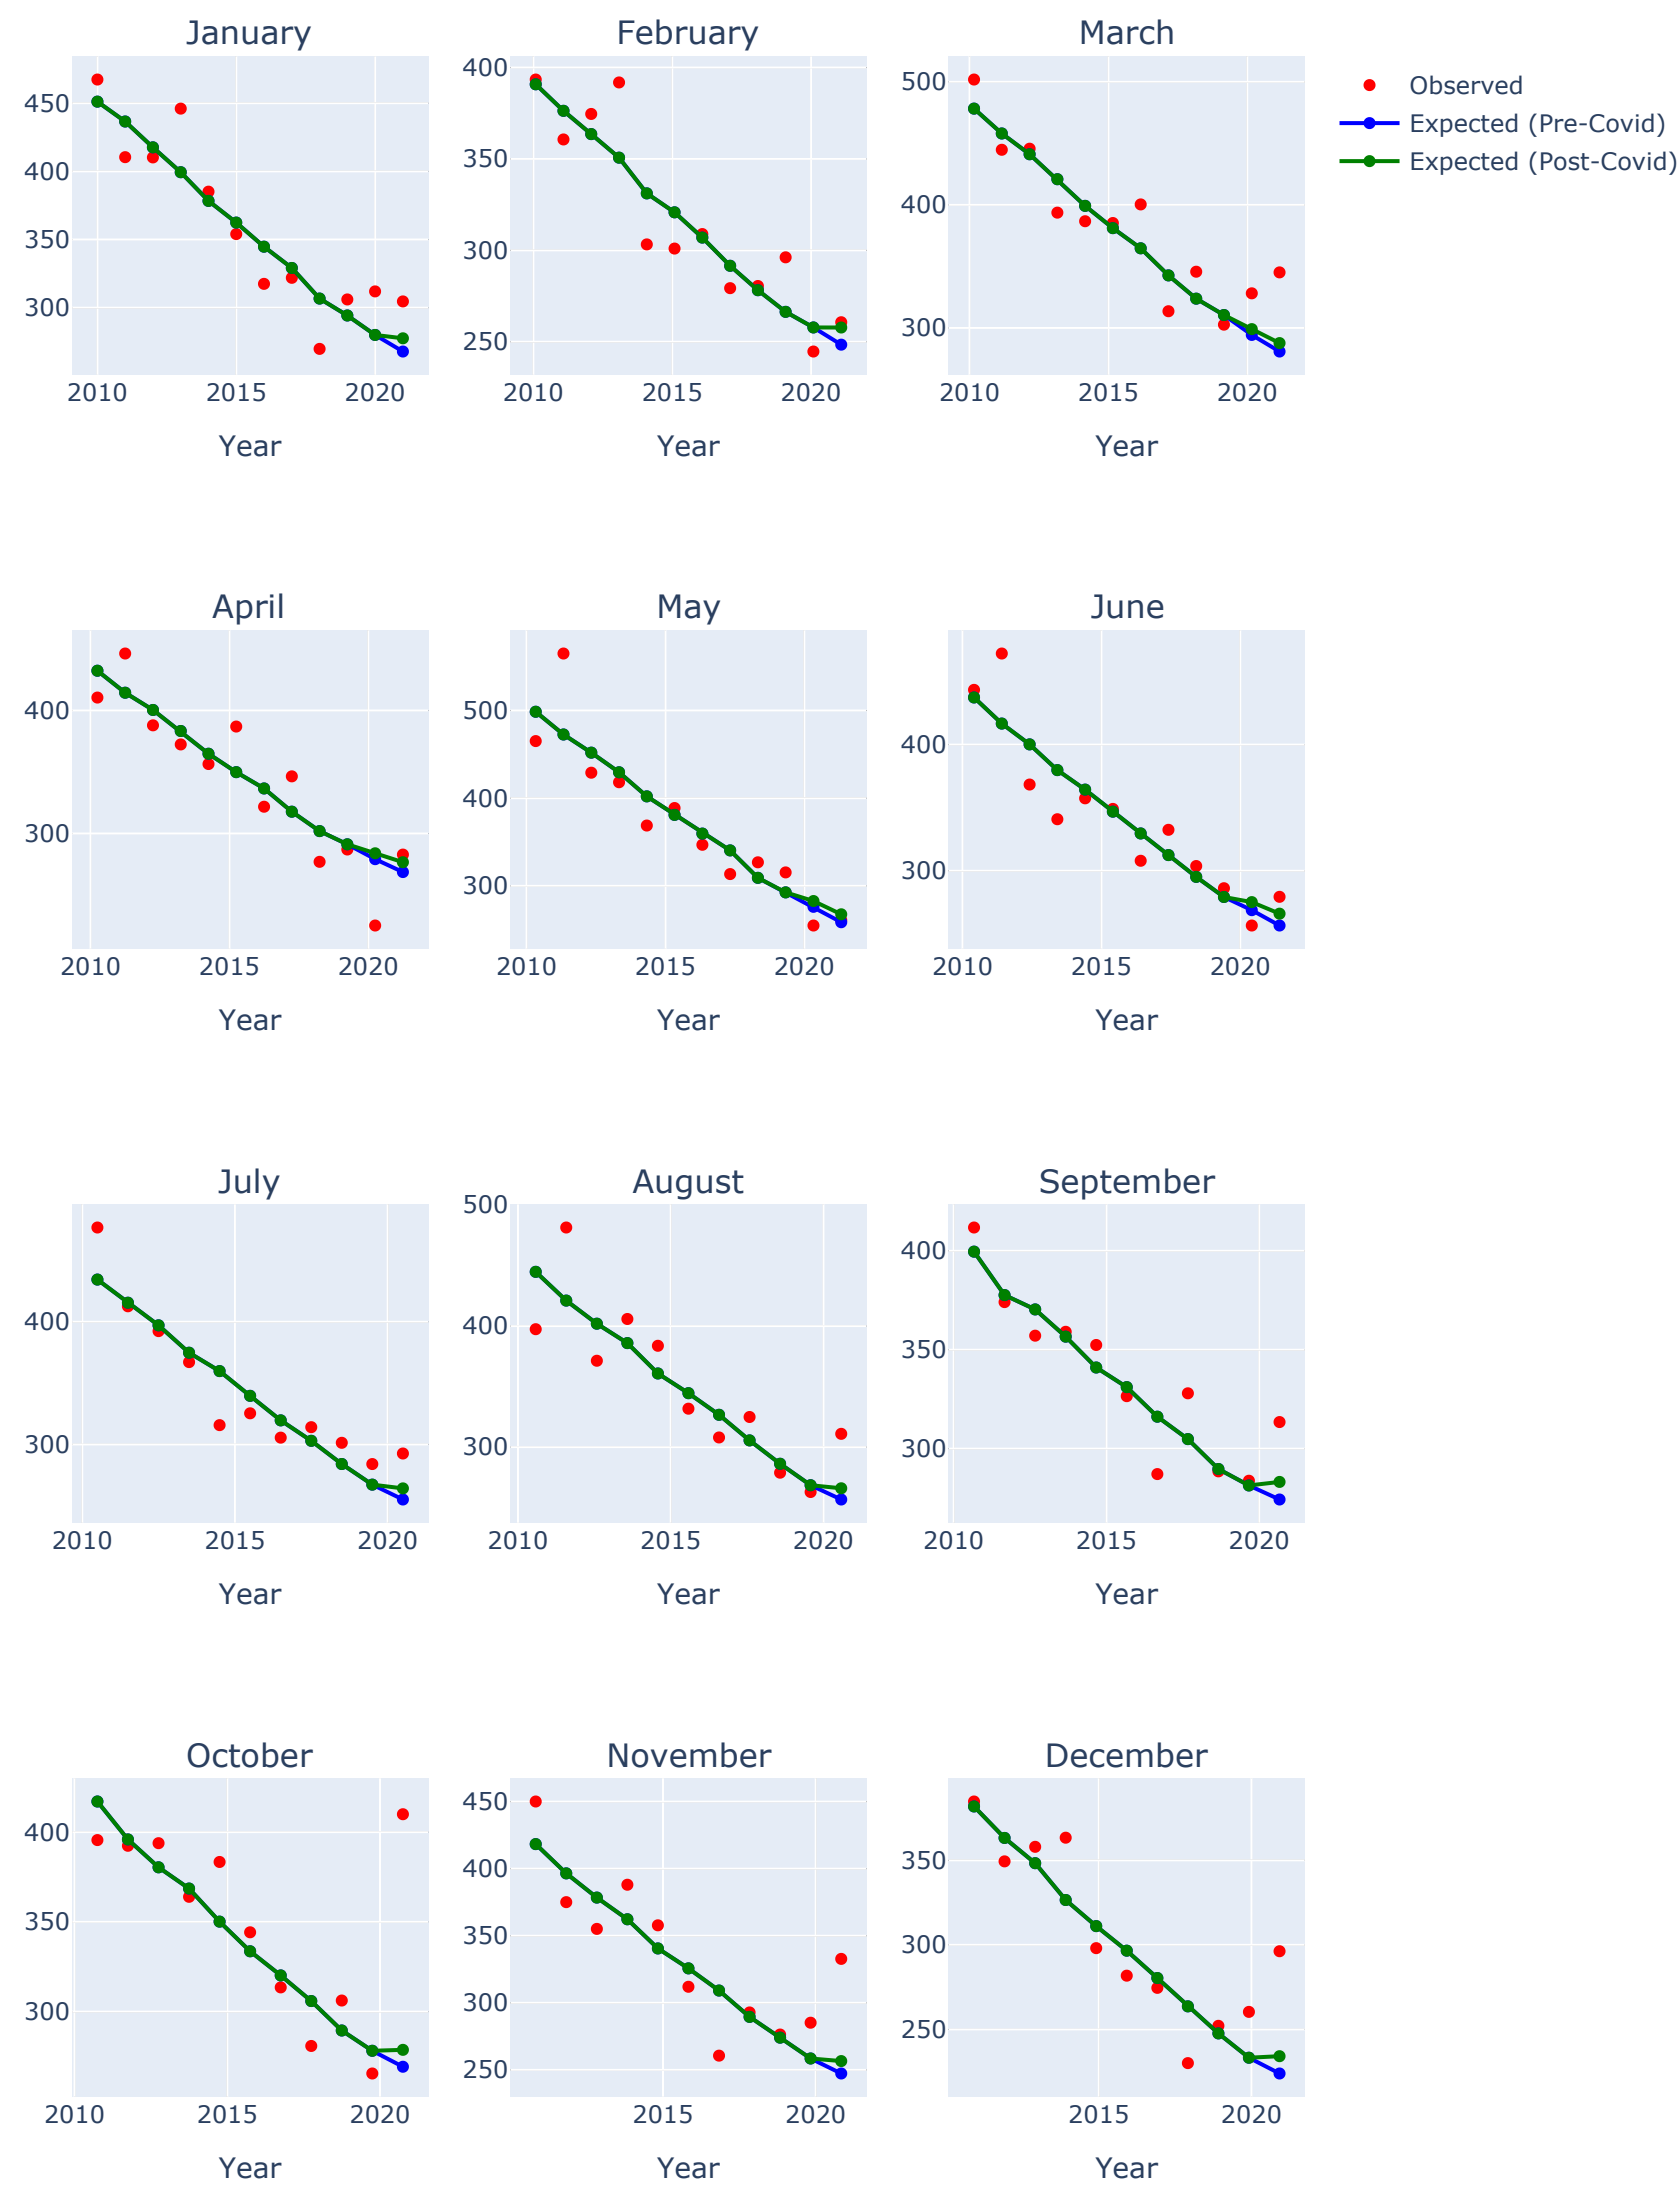 January
February
March
450
400
350
300
2010
2015
2020
Year
400
350
300
250
2010
2015
2020
Year
500
400
300
2010
2015
2020
Year
Observed
Expected (Pre-Covid)
Expected (Post-Covid)
April
May
June
400
300
2010
2015
2020
Year
500
400
300
2010
2015
2020
Year
400
300
2010
2015
2020
Year
July
August
September
400
300
2010
2015
2020
Year
500
400
300
2010
2015
2020
Year
400
350
300
2010
2015
2020
Year
October
November
December
400
350
300
2010
2015
2020
Year
450
400
350
300
250
2015
2020
Year
350
300
250
2015
2020
Year